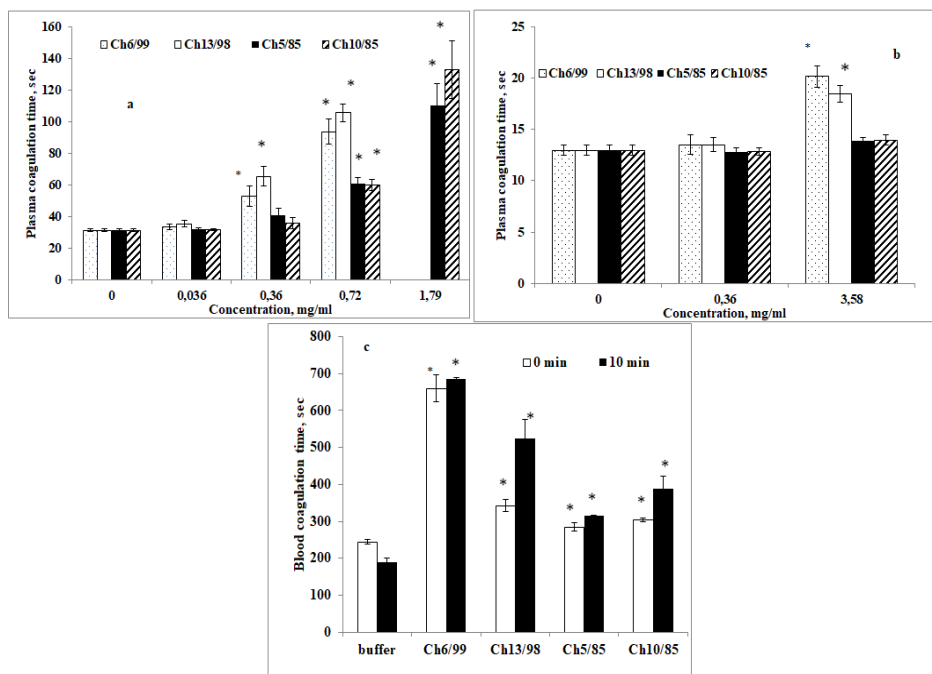 160
140
120
100
80
60
40
20
0
Plasma coagulation time, sec
Ch6/99 Ch13/98 Ch5/85 Ch10/85
a
* * * * * * * *
0 0,036 0,36 0,72 1,79
Concentration, mg/ml
25
20
15
10
5
0
Plasma coagulation time, sec
Ch6/99 Ch13/98 Ch5/85 Ch10/85
b
* *
0 0,36 3,58
Concentration, mg/ml
800
700
600
500
400
300
200
100
0
Blood coagulation time, sec
c
0 min 10 min
* * * * * * * *
buffer Ch6/99 Ch13/98 Ch5/85 Ch10/85